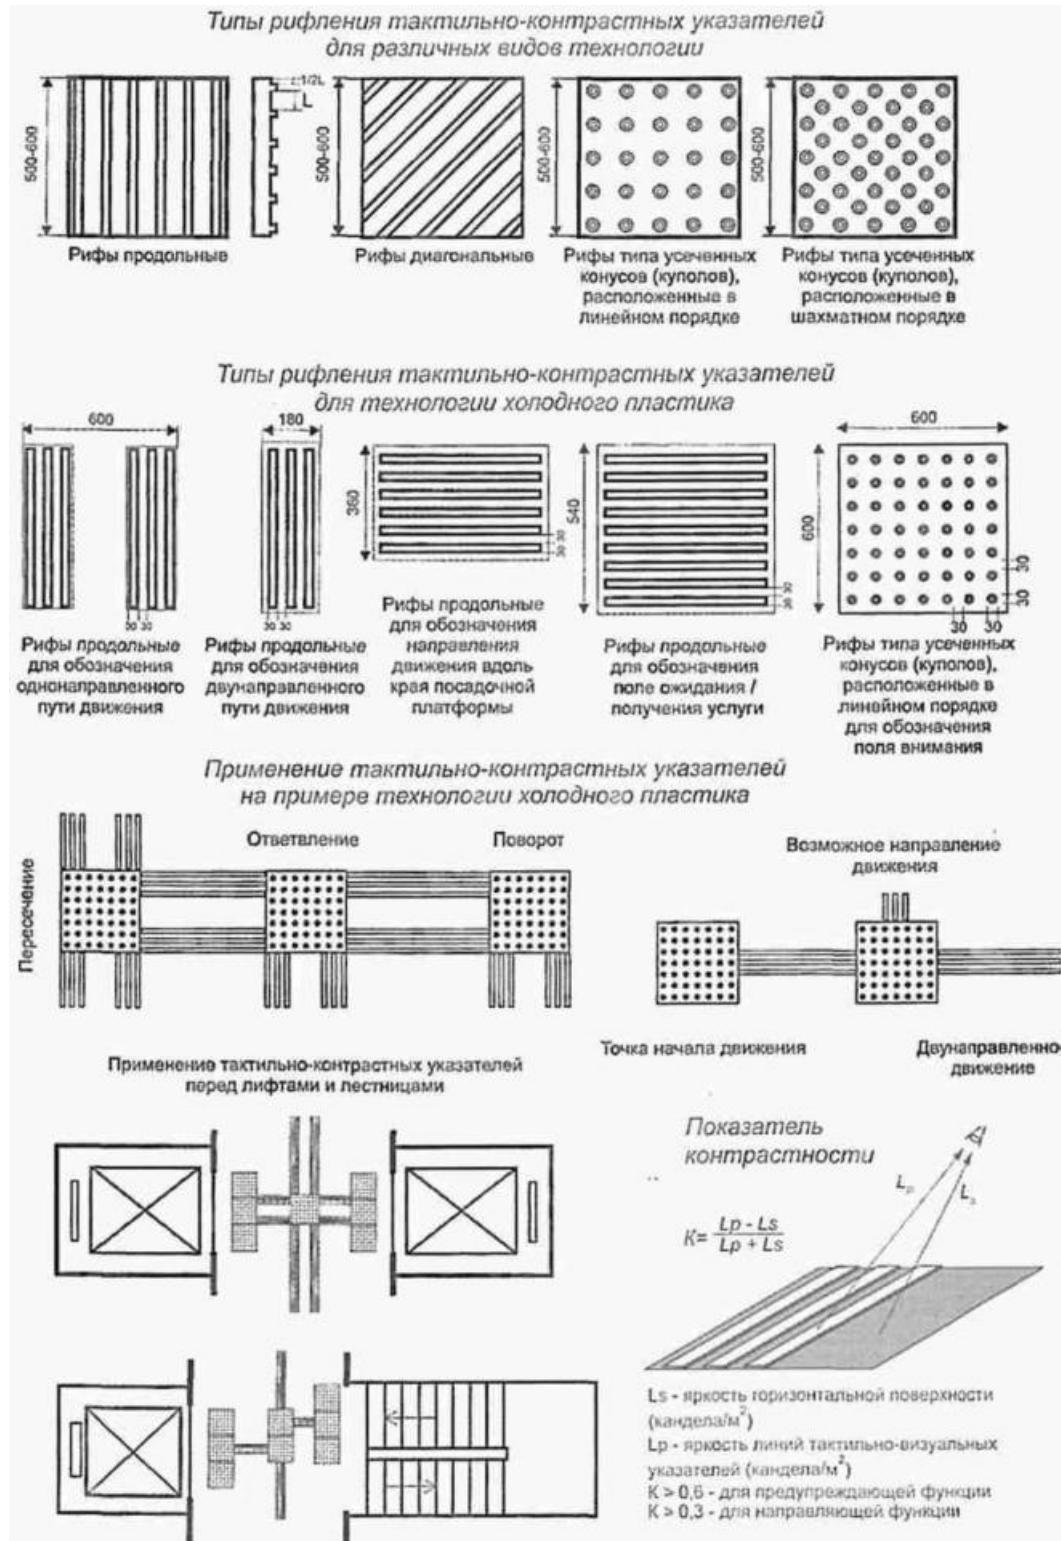 Типы рифления тактильно-контрастных указателей
для различных видов технологии
500-600
1/2L
L
500-600
500-600
500-600
Рифы продольные
Рифы диагональные
Рифы типа усеченных
конусов (куполов),
расположенные в
линейном порядке
Рифы типа усеченных
конусов (куполов),
расположенные в
шахматном порядке
Типы рифления тактильно-контрастных указателей
для технологии холодного пластика
600
180
360
30
30
540
30
30
600
600
30
30
30
30
30 30
30 30
Рифы продольные
для обозначения
однонаправленного
пути движения
Рифы продольные
для обозначения
двунаправленного
пути движения
Рифы продольные
для обозначения
направления
движения вдоль
края посадочной
платформы
Рифы продольные
для обозначения
поле ожидания /
получения услуги
Рифы типа усеченных
конусов (куполов),
расположенные в
линейном порядке
для обозначения
поля внимания
Применение тактильно-контрастных указателей
на примере технологии холодного пластика
Пересечение
Ответвление
Поворот
Возможное направление
движения
Точка начала движения
Двунаправленно
движение
Применение тактильно-контрастных указателей
перед лифтами и лестницами
Показатель
контрастности
K= Lp - Ls
Lp + Ls
Lp
Ls
Ls - яркость горизонтальной поверхности
(кандела/м²)
Lp - яркость линий тактильно-визуальных
указателей (кандела/м²)
K > 0,6 - для предупреждающей функции
K > 0,3 - для направляющей функции